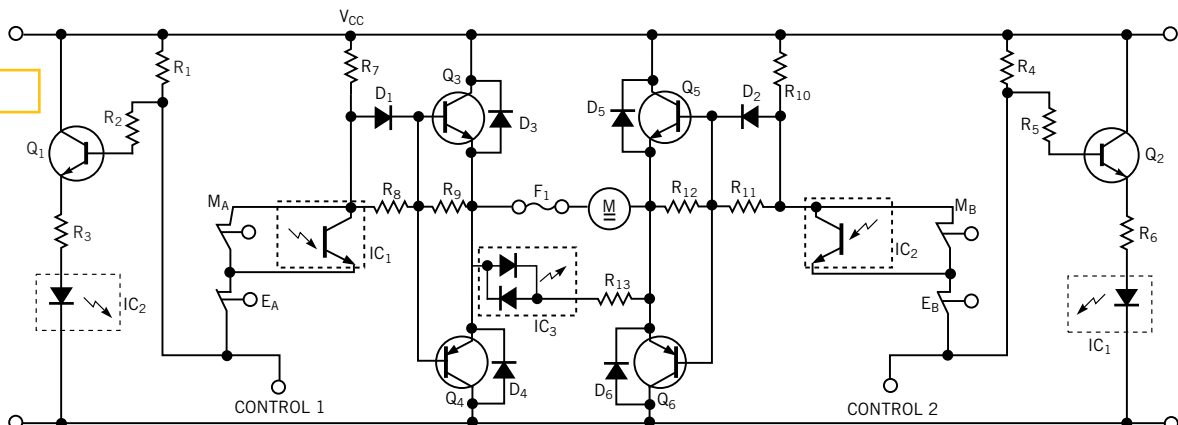 V_CC
R1
R7
Q3
Q5
R4
D1
D2
R10
R2
D3
D5
R5
Q1
Q2
R8
R9
F1
M
R12
R11
MA
MB
R3
IC1
IC2
R6
EA
R13
EB
IC2
IC3
IC1
D4
D6
Q4
Q6
CONTROL 1
CONTROL 2